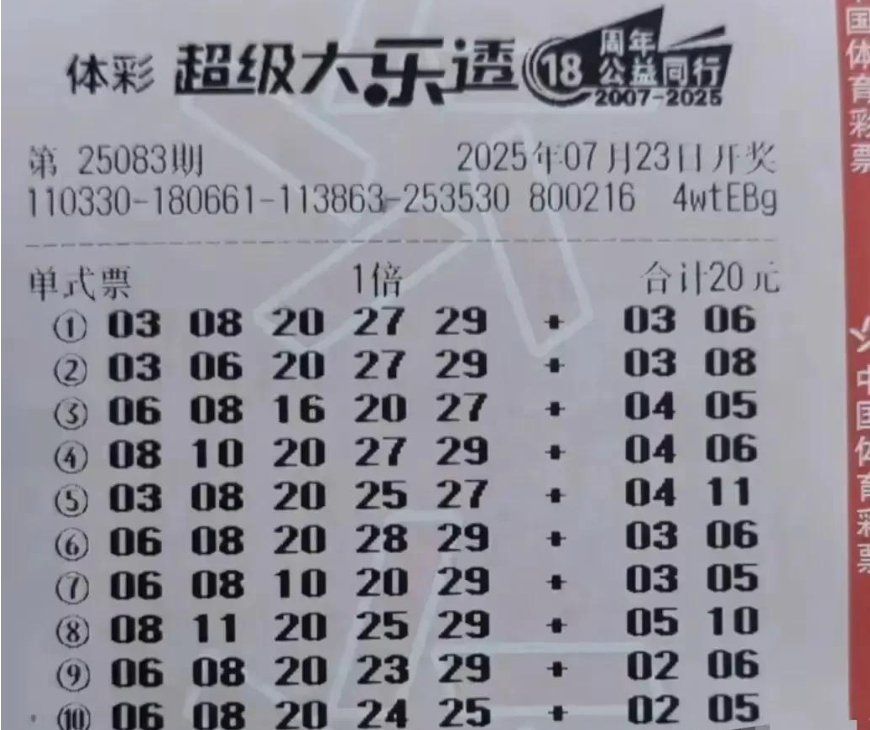 体彩 超级大乐透 18周年 公益同行 2007-2025
第 25083期 2025年07月23日开奖
110330-180661-113863-253530 800216 4wtEBg
单式票 1倍 合计20元
① 03 08 20 27 29 + 03 06
② 03 06 20 27 29 + 03 08
③ 06 08 16 20 27 + 04 05
④ 08 10 20 27 29 + 04 06
⑤ 03 08 20 25 27 + 04 11
⑥ 06 08 20 28 29 + 03 06
⑦ 06 08 10 20 29 + 03 05
⑧ 08 11 20 25 29 + 05 10
⑨ 06 08 20 23 29 + 02 06
⑩ 06 08 20 24 25 + 02 05
国体育彩票
中国体育彩票